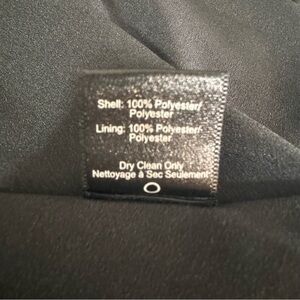 Shell: 100% Polyester/
Polyester
Lining: 100% Polyester/
Polyester
Dry Clean Only
Nettoyage à Sec Seulement